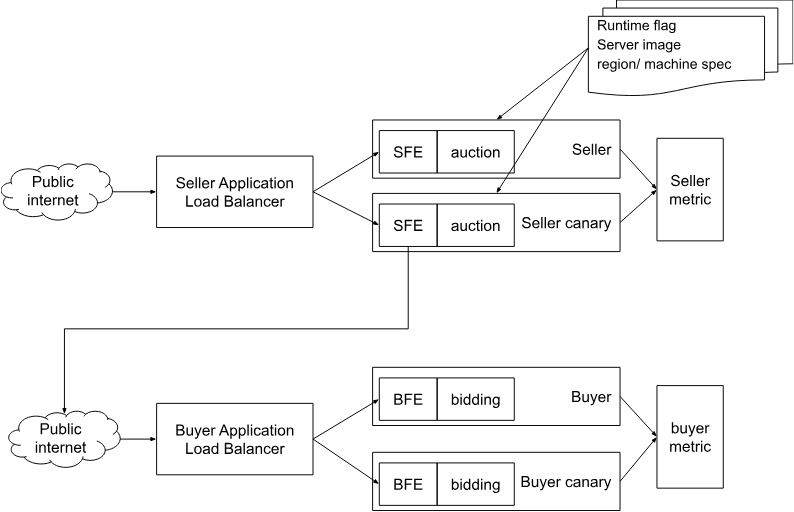 Runtime flag
Server image
region/ machine spec
SFE
auction
Seller
Public
internet
Seller Application
Load Balancer
Seller
metric
SFE
auction
Seller canary
BFE
bidding
Buyer
Public
internet
Buyer Application
Load Balancer
buyer
metric
BFE
bidding
Buyer canary